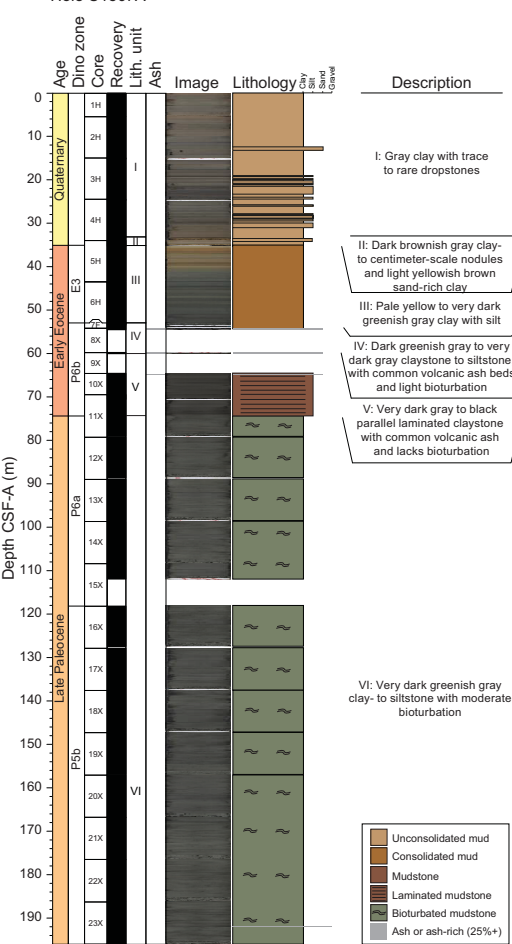 Age
Dino zone
Core
Recovery
Lith. unit
Ash
Image
Lithology
Clay
Silt
Sand
Gravel
Description
Depth CSF-A (m)
0
10
20
30
40
50
60
70
80
90
100
110
120
130
140
150
160
170
180
190
Quaternary
Early Eocene
Late Paleocene
E3
P6b
P6a
P5b
1H
2H
3H
4H
5H
6H
7F
8X
9X
10X
11X
12X
13X
14X
15X
16X
17X
18X
19X
20X
21X
22X
23X
I
II
III
IV
V
VI
I: Gray clay with trace
to rare dropstones
II: Dark brownish gray clay-
to centimeter-scale nodules
and light yellowish brown
sand-rich clay
III: Pale yellow to very dark
greenish gray clay with silt
IV: Dark greenish gray to very
dark gray claystone to siltstone
with common volcanic ash beds
and light bioturbation
V: Very dark gray to black
parallel laminated claystone
with common volcanic ash
and lacks bioturbation
VI: Very dark greenish gray
clay- to siltstone with moderate
bioturbation
Unconsolidated mud
Consolidated mud
Mudstone
Laminated mudstone
Bioturbated mudstone
Ash or ash-rich (25%+)